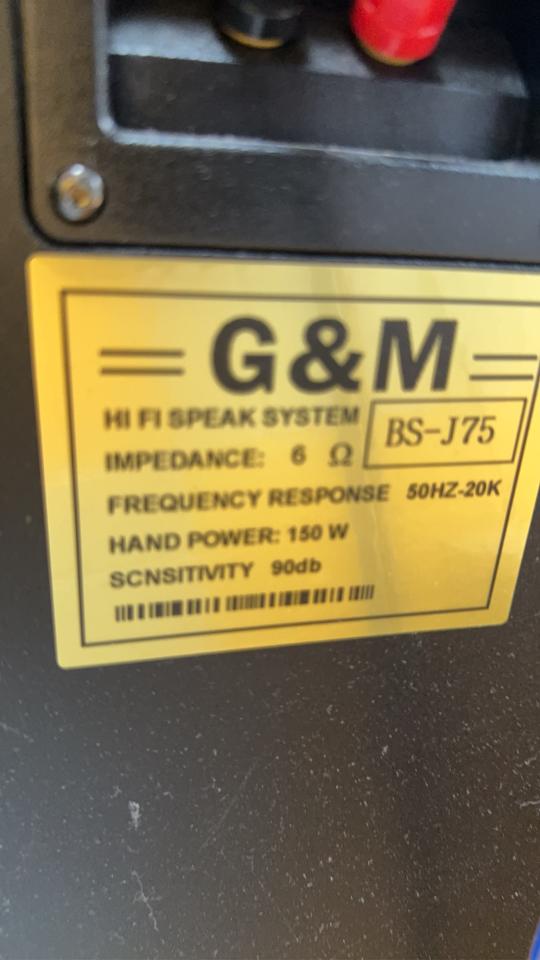 G&M
HI FI SPEAK SYSTEM
BS-J75
IMPEDANCE: 6 Ω
FREQUENCY RESPONSE 50HZ-20K
HAND POWER: 150 W
SCNSITIVITY 90db